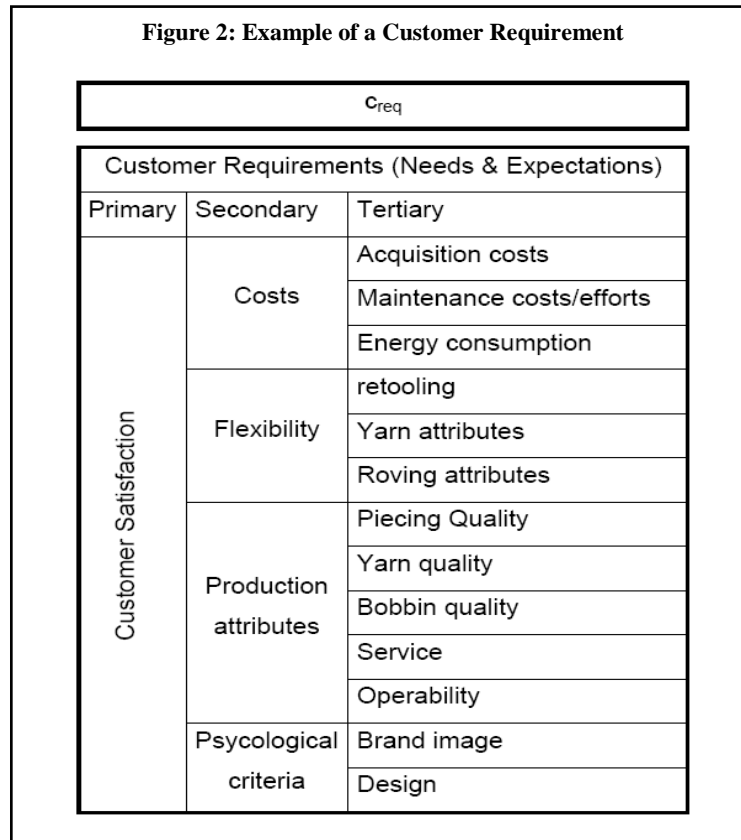 Figure 2: Example of a Customer Requirement
Creq
Customer Requirements (Needs & Expectations)
Primary Secondary Tertiary
Customer Satisfaction
Costs
Acquisition costs
Maintenance costs/efforts
Energy consumption
Flexibility
retooling
Yarn attributes
Roving attributes
Production
attributes
Piecing Quality
Yarn quality
Bobbin quality
Service
Operability
Psycological
criteria
Brand image
Design